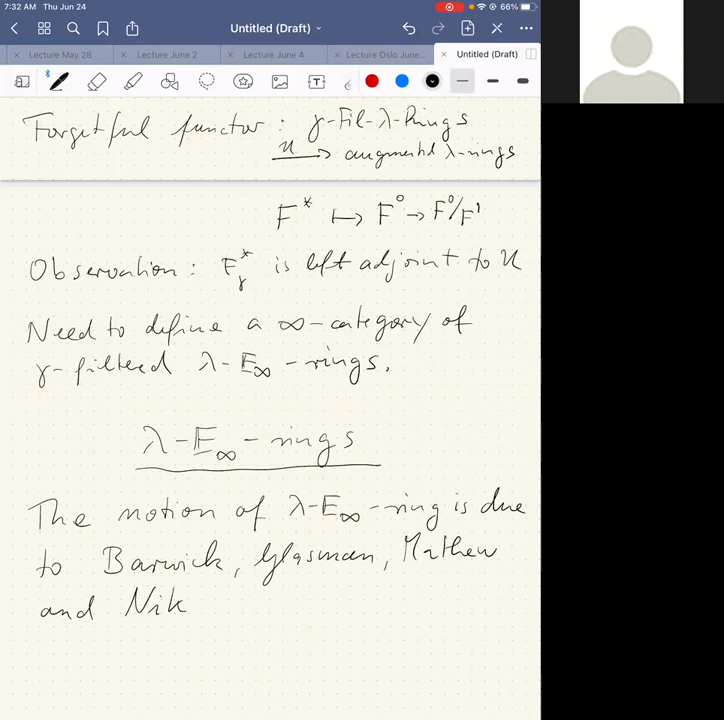 7:32 AM Thu Jun 24
66%
Untitled (Draft)
Lecture May 28
Lecture June 2
Lecture June 4
Lecture Oslo June...
Untitled (Draft)
Forgetful functor: γ-Fil-λ-Rings
u → augmented λ-rings
F* ↦ F⁰ → F⁰/F¹
Observation: F*_γ is left adjoint to u
Need to define a ∞-category of
γ-filtered λ-E∞-rings.
λ-E∞-rings
The notion of λ-E∞-ring is due
to Barwick, Glasman, Mathew
and Nik